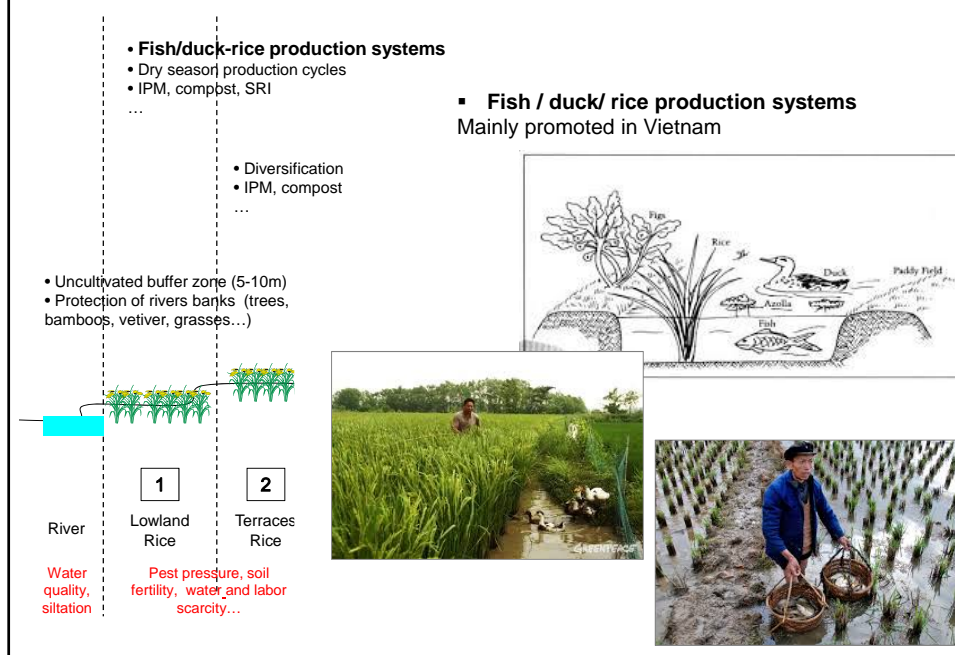 • Fish/duck-rice production systems
• Dry season production cycles
• IPM, compost, SRI
…
▪ Fish / duck/ rice production systems
Mainly promoted in Vietnam
• Diversification
• IPM, compost
…
Figs
Rice
Duck
Paddy Field
Azolla
Fish
• Uncultivated buffer zone (5-10m)
• Protection of rivers banks (trees,
bamboos, vetiver, grasses…)
GREENPEACE
1
2
River
Lowland
Rice
Terraces
Rice
Water
quality,
siltation
Pest pressure, soil
fertility, water and labor
scarcity…